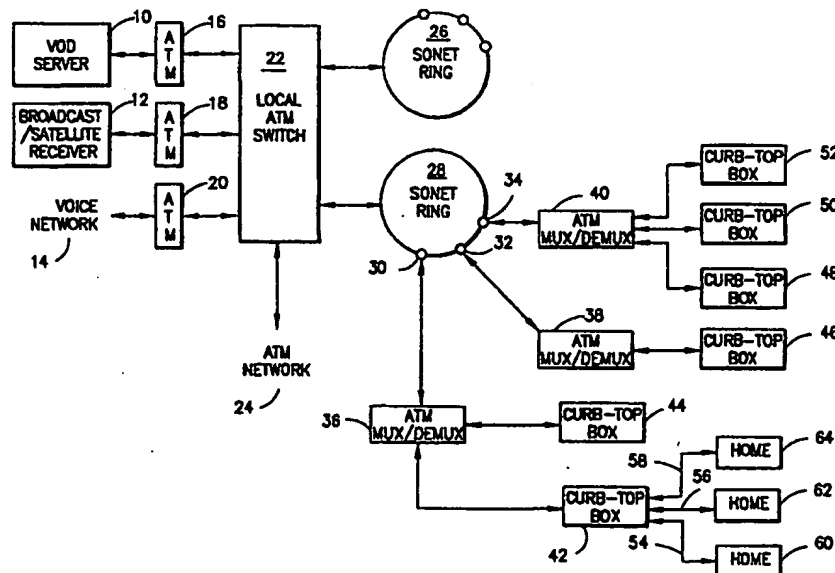 10
VOD
SERVER
16
ATM
22
LOCAL
ATM
SWITCH
26
SONET
RING
12
BROADCAST
/SATELLITE
RECEIVER
18
ATM
VOICE
NETWORK
14
20
ATM
28
SONET
RING
34
32
30
40
ATM
MUX/DEMUX
CURB-TOP
BOX
52
CURB-TOP
BOX
50
CURB-TOP
BOX
48
38
ATM
MUX/DEMUX
CURB-TOP
BOX
46
ATM
NETWORK
24
36
ATM
MUX/DEMUX
CURB-TOP
BOX
44
CURB-TOP
BOX
42
58
56
54
HOME
64
HOME
62
HOME
60